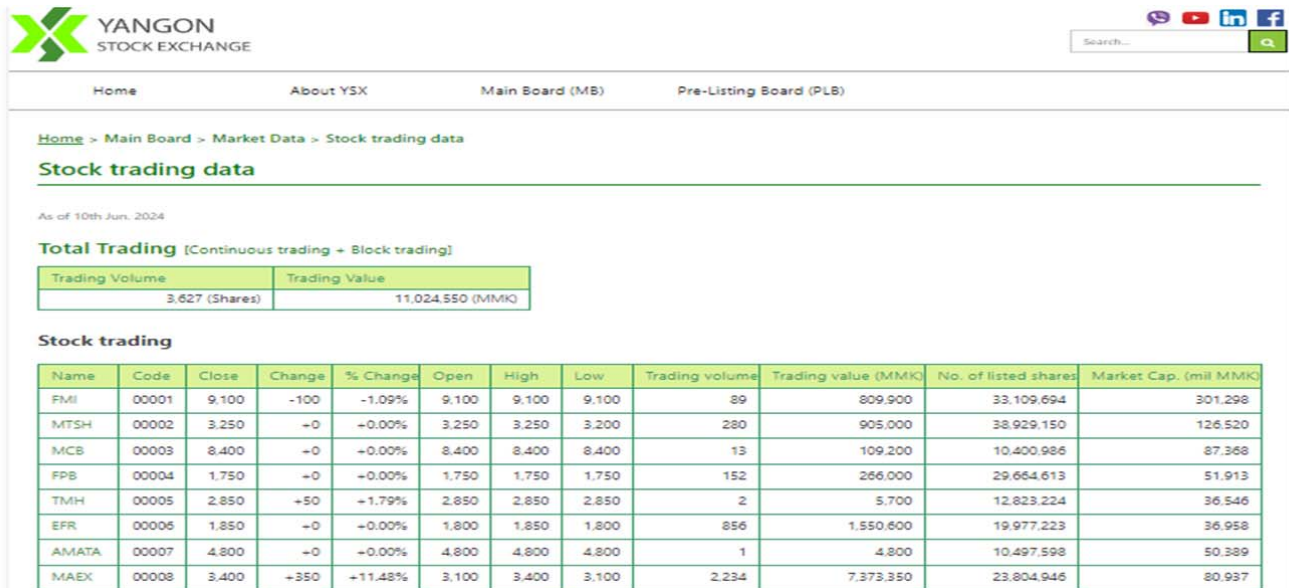 YANGON
STOCK EXCHANGE
Search...
Home About YSX Main Board (MB) Pre-Listing Board (PLB)
Home > Main Board > Market Data > Stock trading data
Stock trading data
As of 10th Jun, 2024
Total Trading [Continuous trading + Block trading]
Trading Volume Trading Value
3,627 (Shares) 11,024,550 (MMK)
Stock trading
Name Code Close Change % Change Open High Low Trading volume Trading value (MMK) No. of listed shares Market Cap. (mil MMK)
FMI 00001 9,100 -100 -1.09% 9,100 9,100 9,100 89 809,900 33,109,694 301,298
MTSH 00002 3,250 +0 +0.00% 3,250 3,250 3,200 280 905,000 38,929,150 126,520
MCB 00003 8,400 +0 +0.00% 8,400 8,400 8,400 13 109,200 10,400,986 87,368
FPB 00004 1,750 +0 +0.00% 1,750 1,750 1,750 152 266,000 29,664,613 51,913
TMH 00005 2,850 +50 +1.79% 2,850 2,850 2,850 2 5,700 12,823,224 36,546
EFR 00006 1,850 +0 +0.00% 1,800 1,850 1,800 856 1,550,600 19,977,223 36,958
AMATA 00007 4,800 +0 +0.00% 4,800 4,800 4,800 1 4,800 10,497,598 50,389
MAEX 00008 3,400 +350 +11.48% 3,100 3,400 3,100 2,234 7,373,350 23,804,946 80,937